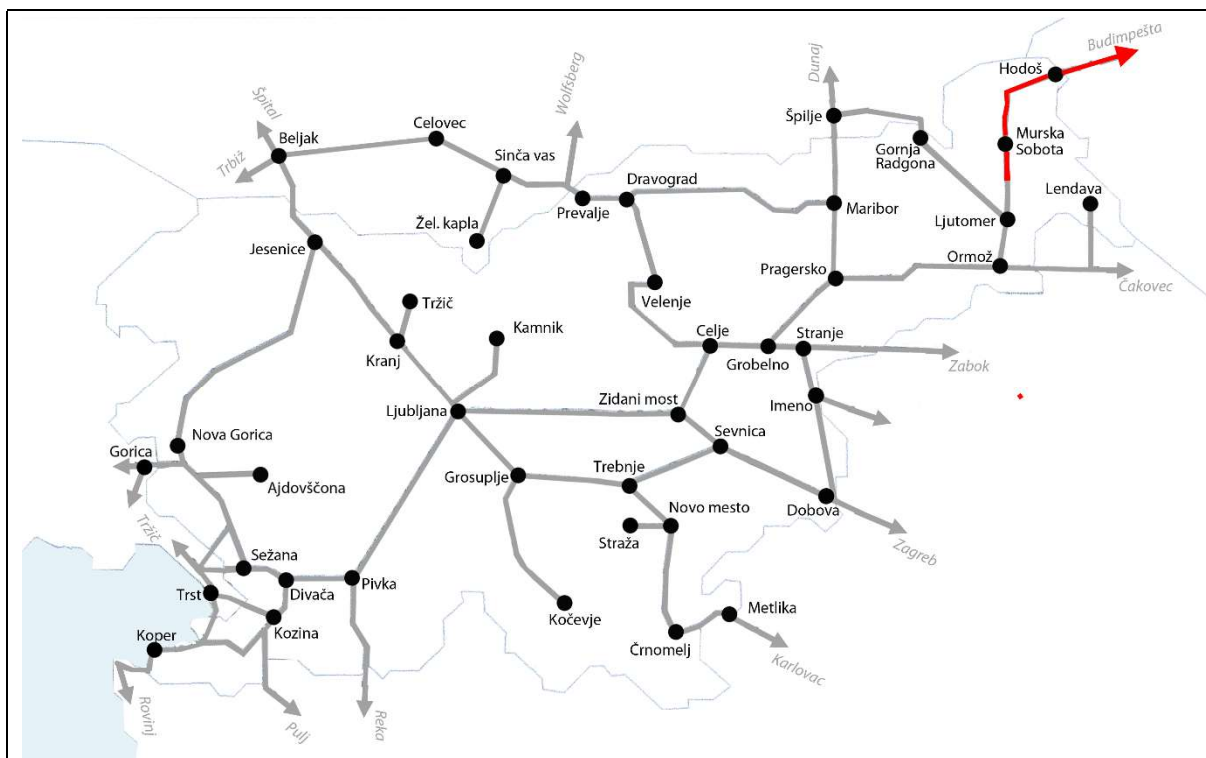 Budimpešta
Hodoš
Dunaj
Wolfsberg
Špital
Špilje
Celovec
Beljak
Gornja
Radgona
Murska
Sobota
Sinča vas
Trbiž
Dravograd
Lendava
Prevalje
Maribor
Ljutomer
Žel. kapla
Jesenice
Ormož
Pragersko
Čakovec
Velenje
Tržič
Kamnik
Celje
Stranje
Kranj
Grobelno
Zabok
Ljubljana
Zidani most
Imeno
Nova Gorica
Sevnica
Gorica
Trebnje
Grosuplje
Ajdovščona
Dobova
Novo mesto
Tržič
Straža
Zagreb
Sežana
Divača
Pivka
Trst
Kočevje
Metlika
Kozina
Koper
Črnomelj
Karlovac
Rovinj
Pulj
Reka